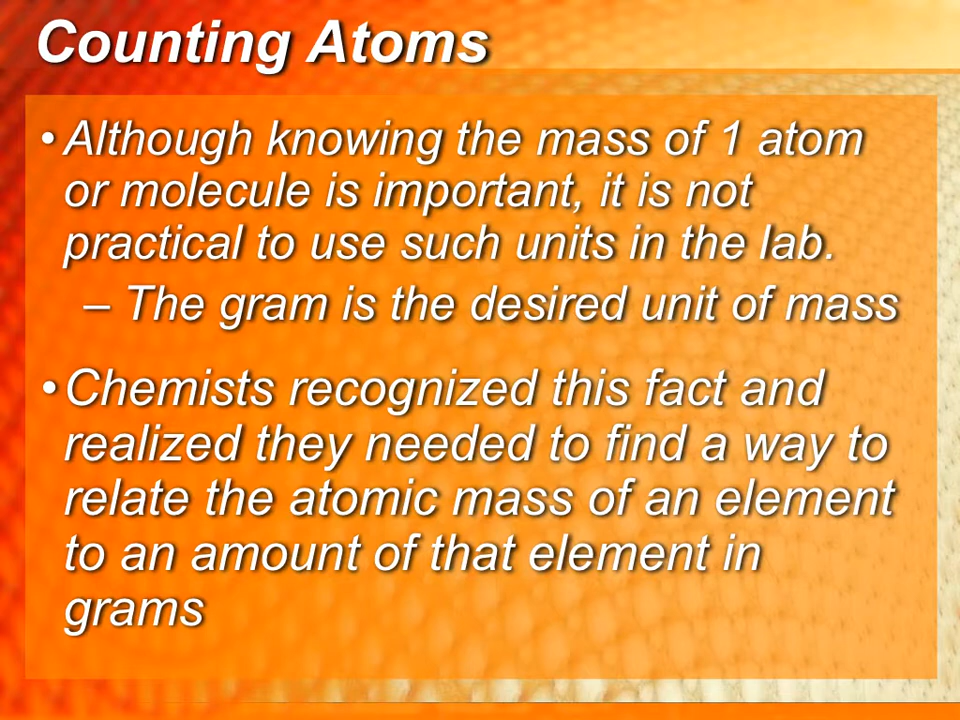 Counting Atoms
• Although knowing the mass of 1 atom
or molecule is important, it is not
practical to use such units in the lab.
– The gram is the desired unit of mass
• Chemists recognized this fact and
realized they needed to find a way to
relate the atomic mass of an element
to an amount of that element in
grams